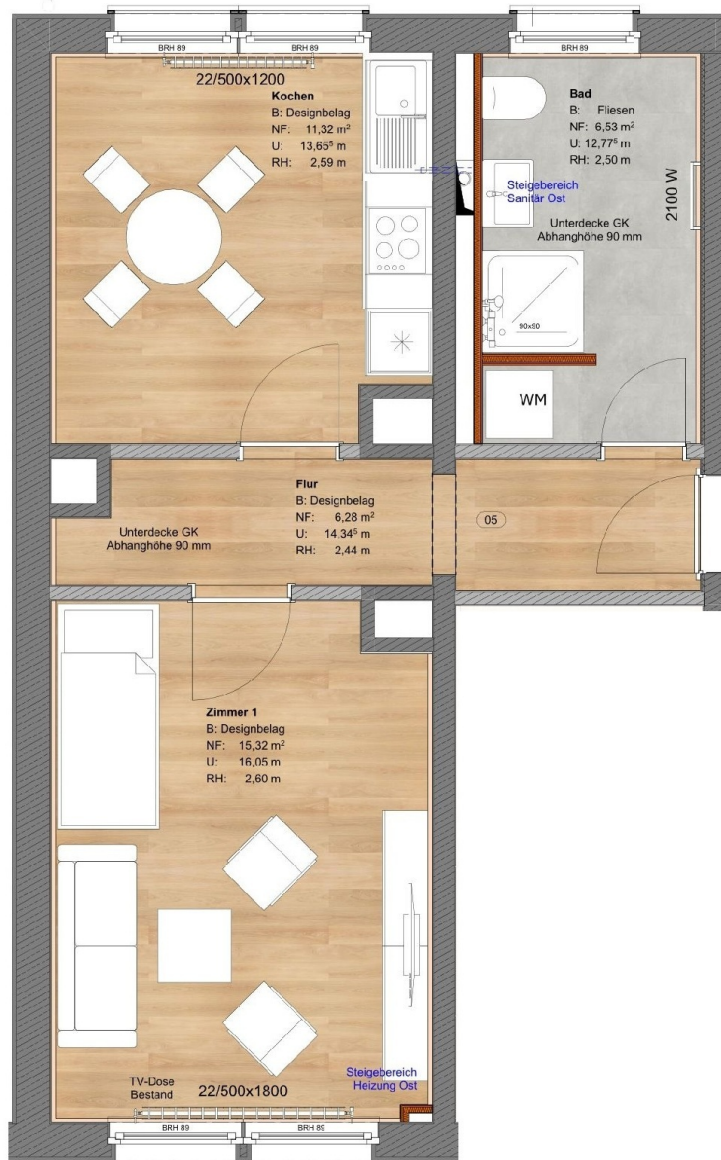 BRH 89
BRH 89
BRH 89
22/500x1200
Kochen
B: Designbelag
NF: 11,32 m²
U: 13,65⁵ m
RH: 2,59 m
Bad
B: Fliesen
NF: 6,53 m²
U: 12,77⁵ m
RH: 2,50 m
Steigebereich
Sanitär Ost
2100 W
Unterdecke GK
Abhanghöhe 90 mm
90x90
WM
Flur
B: Designbelag
NF: 6,28 m²
U: 14.34⁵ m
RH: 2,44 m
Unterdecke GK
Abhanghöhe 90 mm
05
Zimmer 1
B: Designbelag
NF: 15,32 m²
U: 16,05 m
RH: 2,60 m
Steigebereich
Heizung Ost
TV-Dose
Bestand
22/500x1800
BRH 89
BRH 89